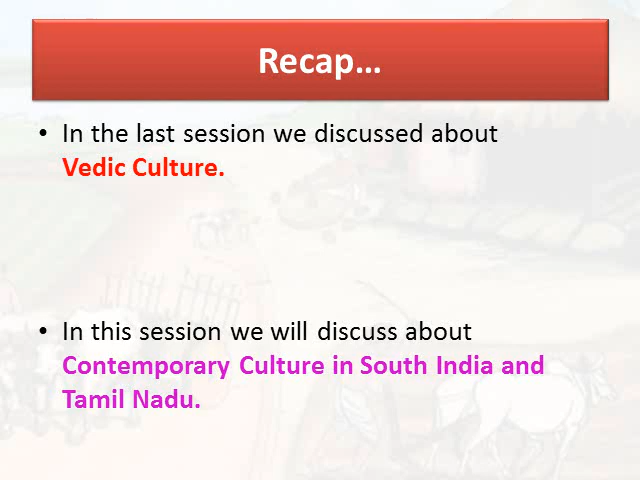 Recap…
• In the last session we discussed about
Vedic Culture.
• In this session we will discuss about
Contemporary Culture in South India and
Tamil Nadu.